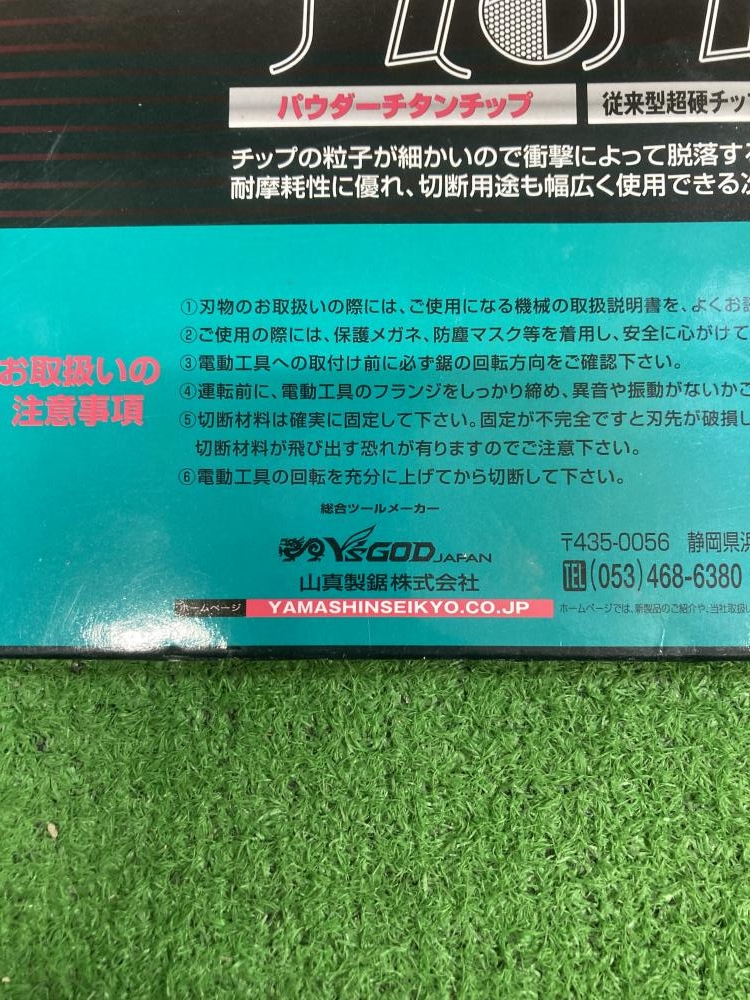 パウダーチタンチップ
従来型超硬チップ
チップの粒子が細かいので衝撃によって脱落する
耐摩耗性に優れ、切断用途も幅広く使用できる次
お取扱いの
注意事項
①刃物のお取扱いの際には、ご使用になる機械の取扱説明書を、よくお読
②ご使用の際には、保護メガネ、防塵マスク等を着用し、安全に心がけて
③電動工具への取付け前に必ず鋸の回転方向をご確認下さい。
④運転前に、電動工具のフランジをしっかり締め、異音や振動がないかご
⑤切断材料は確実に固定して下さい。固定が不完全ですと刃先が破損し
切断材料が飛び出す恐れが有りますのでご注意下さい。
⑥電動工具の回転を充分に上げてから切断して下さい。
総合ツールメーカー
Y'SGOD JAPAN
山真製鋸株式会社
ホームページ YAMASHINSEIKYO.CO.JP
〒435-0056 静岡県浜
TEL(053)468-6380
ホームページでは、新製品のご紹介や、当社取扱い